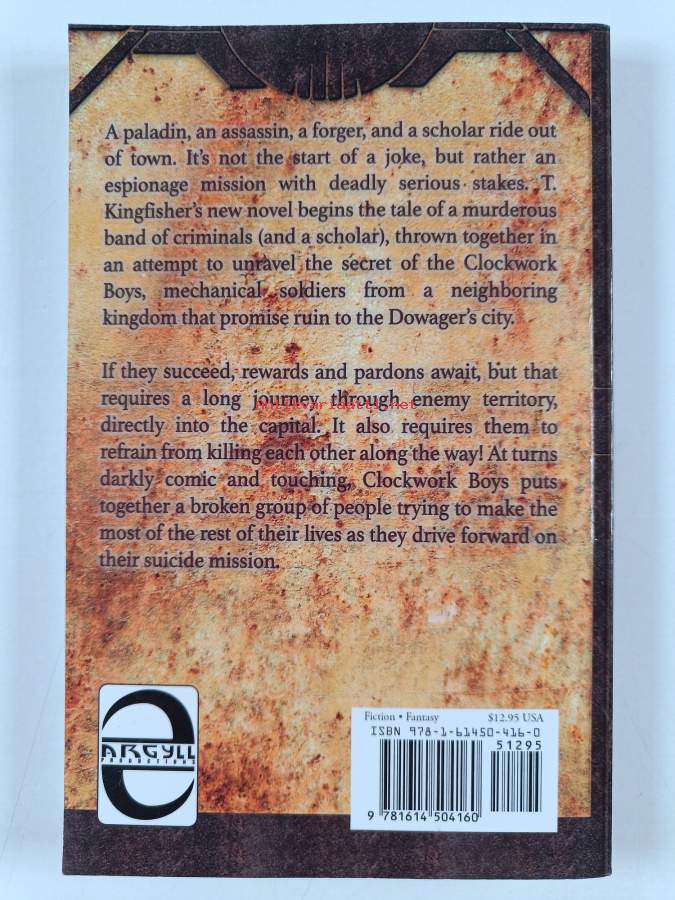 A paladin, an assassin, a forger, and a scholar ride out
of town. It's not the start of a joke, but rather an
espionage mission with deadly serious stakes. T.
Kingfisher's new novel begins the tale of a murderous
band of criminals (and a scholar), thrown together in
an attempt to unravel the secret of the Clockwork
Boys, mechanical soldiers from a neighboring
kingdom that promise ruin to the Dowager's city.
If they succeed, rewards and pardons await, but that
requires a long journey through enemy territory,
directly into the capital. It also requires them to
refrain from killing each other along the way! At turns
darkly comic and touching, Clockwork Boys puts
together a broken group of people trying to make the
most of the rest of their lives as they drive forward on
their suicide mission.
ARGYLL
PRODUCTIONS
Fiction • Fantasy $12.95 USA
ISBN 978-1-61450-416-0
51295
9 781614 504160